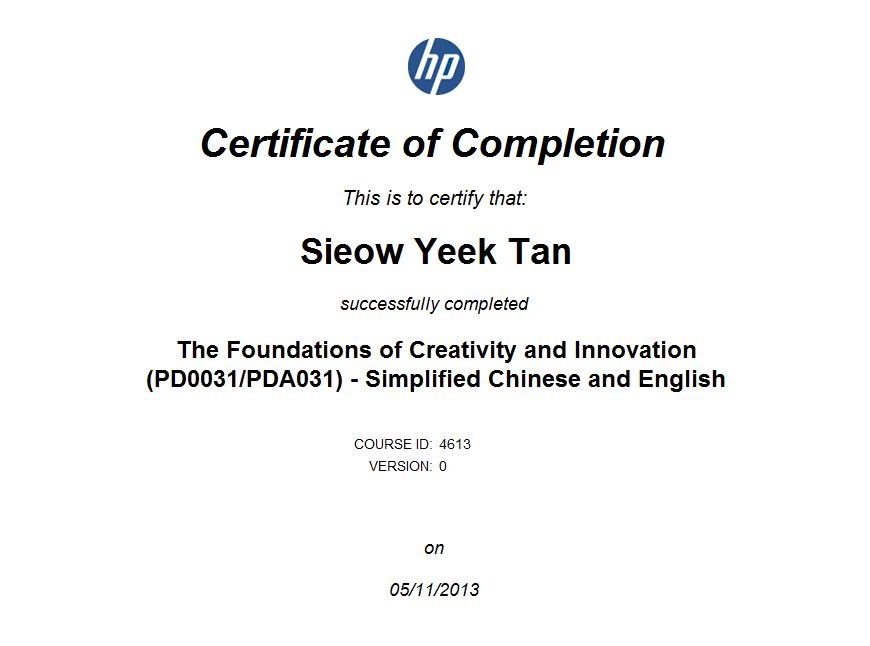 hp
Certificate of Completion
This is to certify that:
Sieow Yeek Tan
successfully completed
The Foundations of Creativity and Innovation
(PD0031/PDA031) - Simplified Chinese and English
COURSE ID: 4613
VERSION: 0
on
05/11/2013